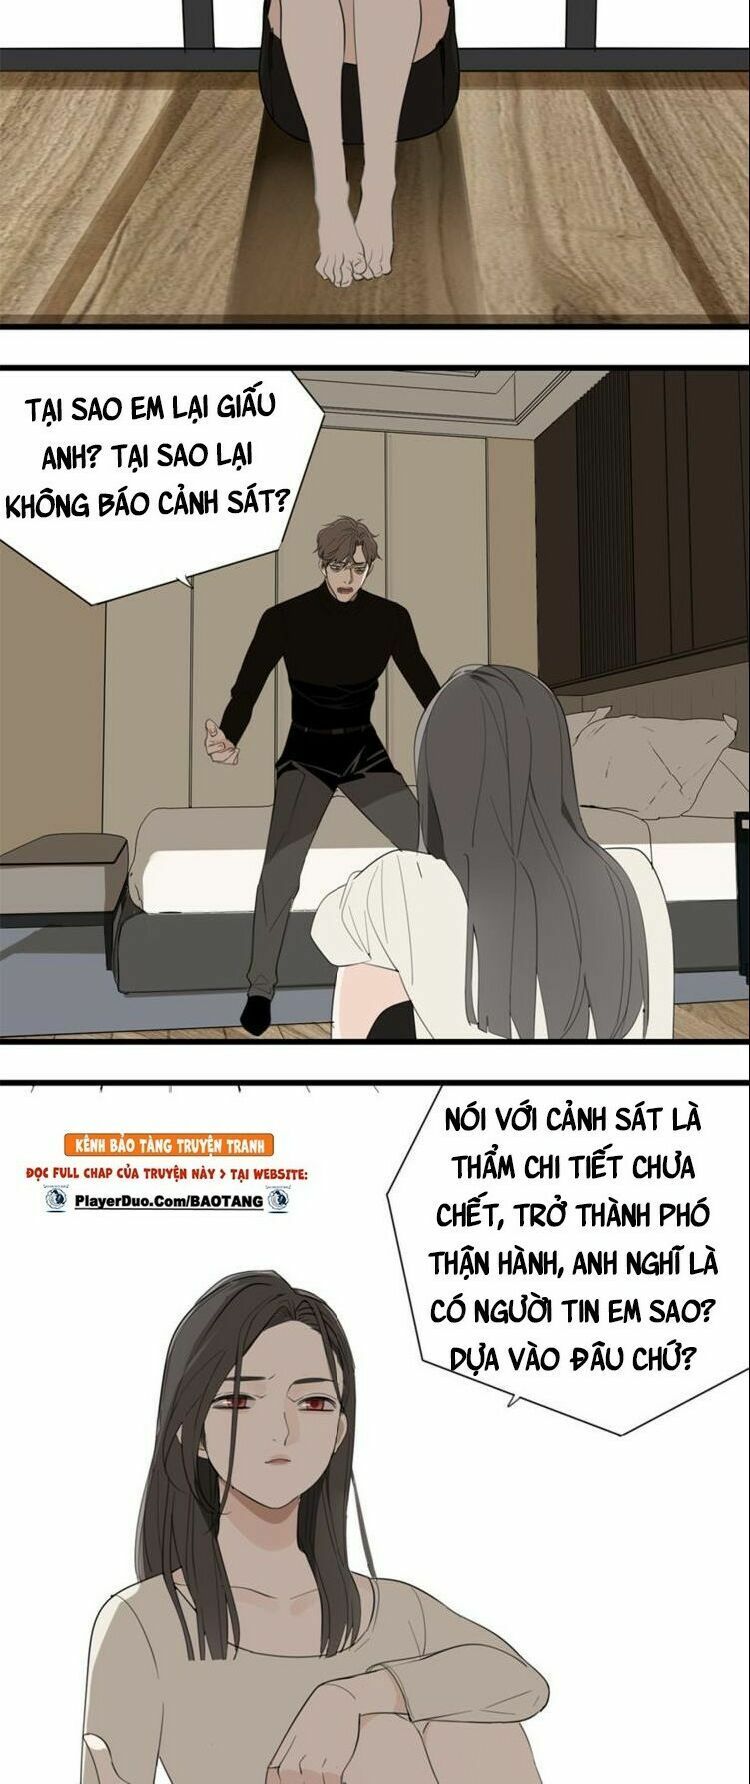 TẠI SAO EM LẠI GIẤU
ANH? TẠI SAO LẠI
KHÔNG BÁO CẢNH SÁT?
KÊNH BẢO TÀNG TRUYỆN TRANH
ĐỌC FULL CHAP CỦA TRUYỆN NÀY > TẠI WEBSITE:
PlayerDuo.Com/BAOTANG
NÓI VỚI CẢNH SÁT LÀ
THẨM CHI TIẾT CHƯA
CHẾT, TRỞ THÀNH PHÓ
THẬN HÀNH, ANH NGHĨ LÀ
CÓ NGƯỜI TIN EM SAO?
DỰA VÀO ĐÂU CHỨ?